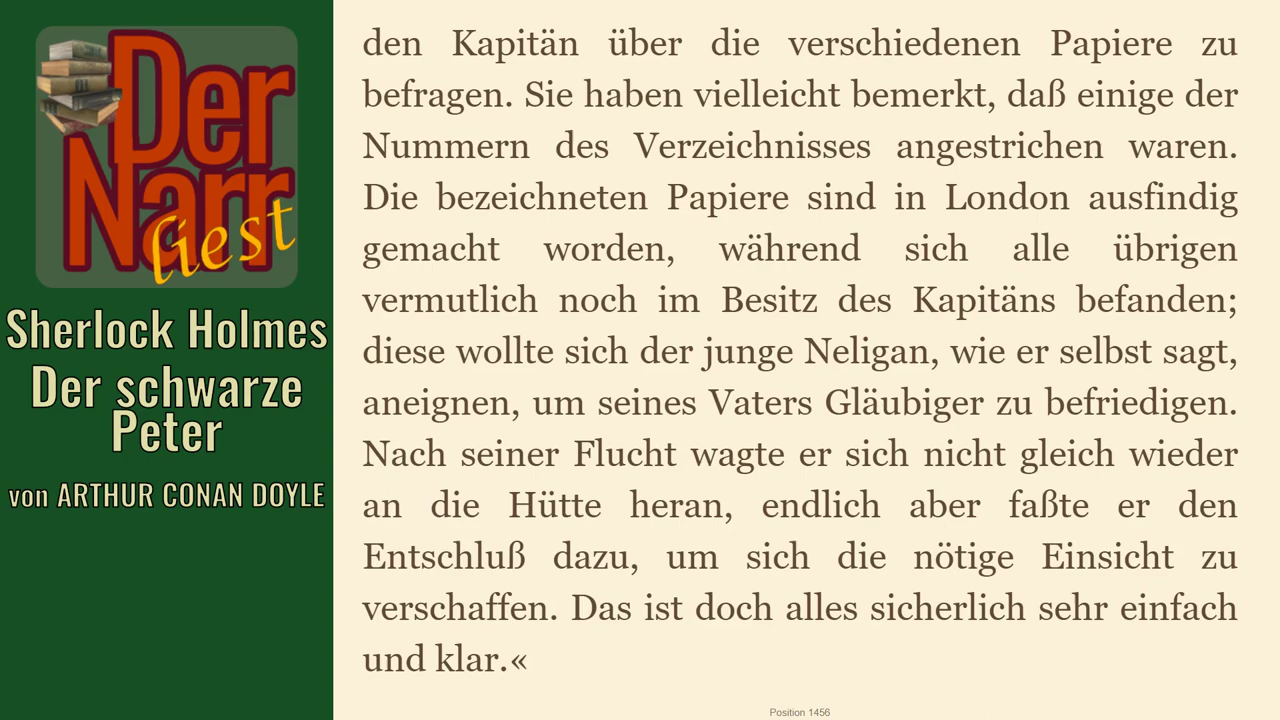 Der
Narr
liest
Sherlock Holmes
Der schwarze
Peter
von ARTHUR CONAN DOYLE
den Kapitän über die verschiedenen Papiere zu
befragen. Sie haben vielleicht bemerkt, daß einige der
Nummern des Verzeichnisses angestrichen waren.
Die bezeichneten Papiere sind in London ausfindig
gemacht worden, während sich alle übrigen
vermutlich noch im Besitz des Kapitäns befanden;
diese wollte sich der junge Neligan, wie er selbst sagt,
aneignen, um seines Vaters Gläubiger zu befriedigen.
Nach seiner Flucht wagte er sich nicht gleich wieder
an die Hütte heran, endlich aber faßte er den
Entschluß dazu, um sich die nötige Einsicht zu
verschaffen. Das ist doch alles sicherlich sehr einfach
und klar.«
Position 1456